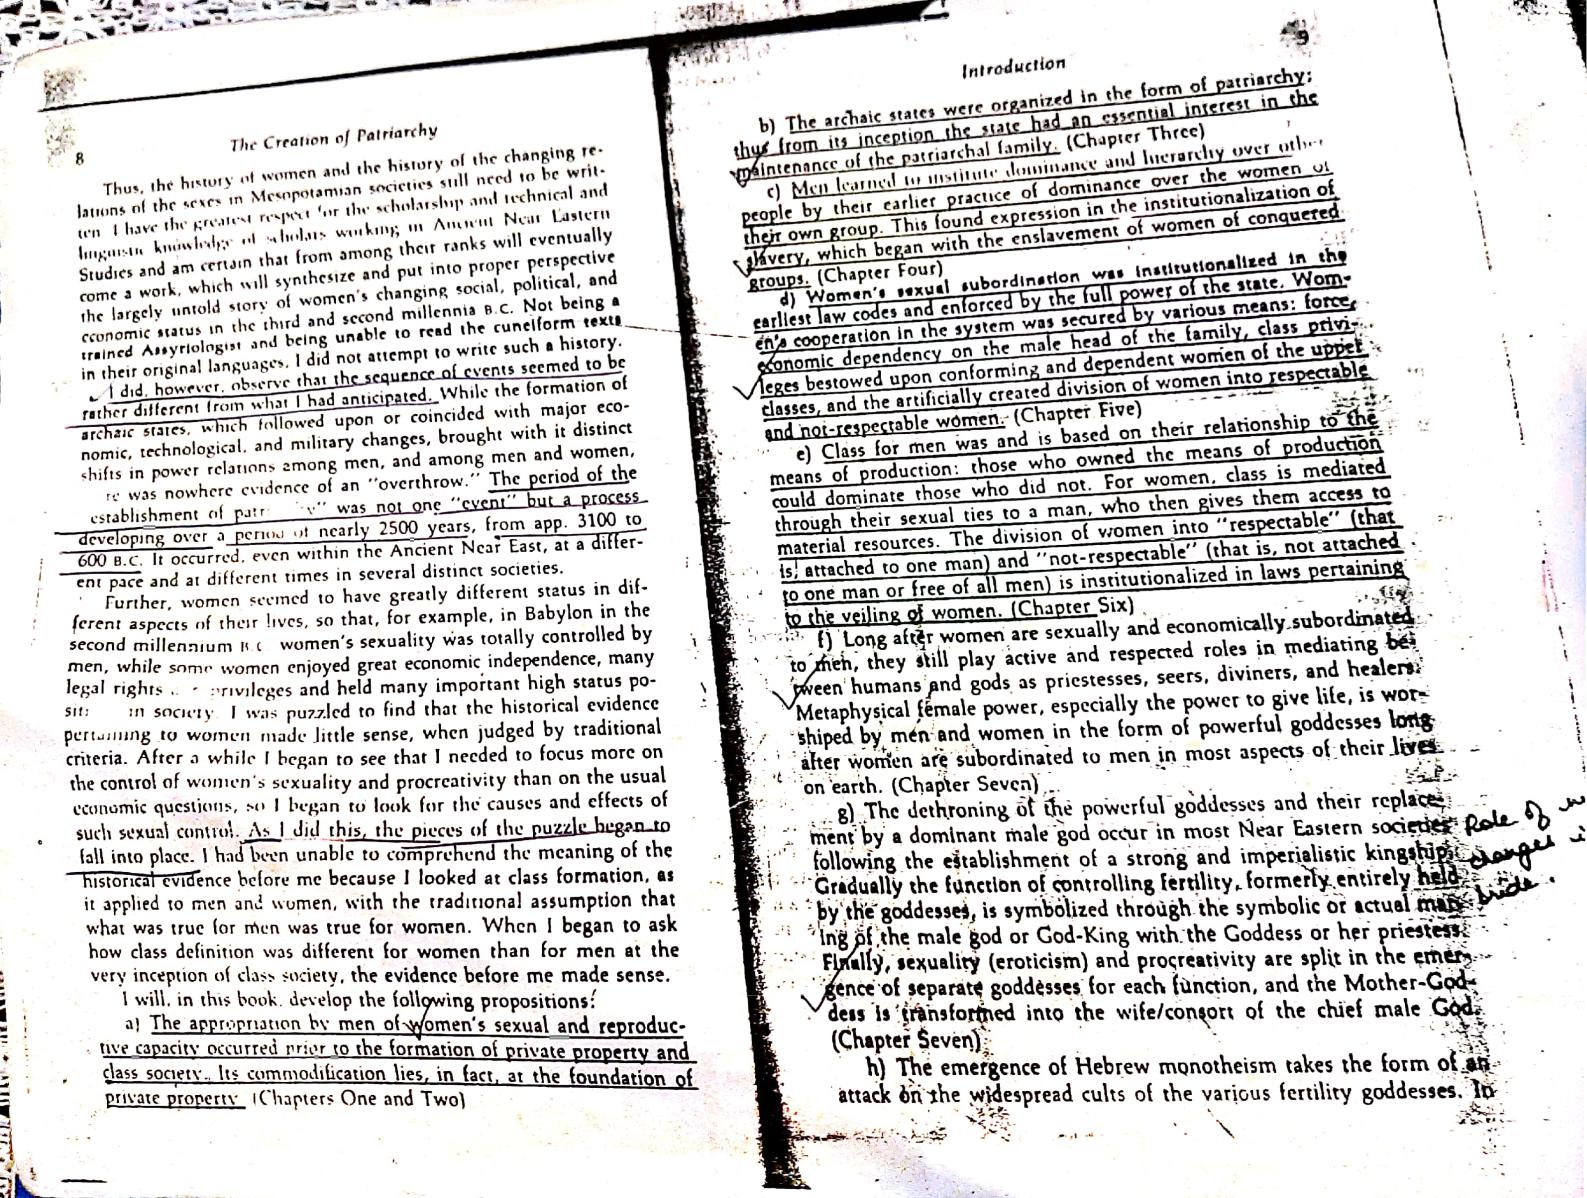 8
The Creation of Patriarchy
Thus, the history of women and the history of the changing re-
lations of the sexes in Mesopotamian societies still need to be writ-
ten I have the greatest respect for the scholarship and technical and
linguistic knowledge of scholars working in Ancient Near Eastern
Studies and am certain that from among their ranks will eventually
come a work, which will synthesize and put into proper perspective
the largely untold story of women's changing social, political, and
economic status in the third and second millennia B.C. Not being a
trained Assyriologist and being unable to read the cuneiform texts
in their original languages, I did not attempt to write such a history.
I did, however, observe that the sequence of events seemed to be
rather different from what I had anticipated. While the formation of
archaic states, which followed upon or coincided with major eco-
nomic, technological, and military changes, brought with it distinct
shifts in power relations among men, and among men and women,
re was nowhere evidence of an "overthrow." The period of the
establishment of patr y" was not one "event" but a process
developing over a period of nearly 2500 years, from app. 3100 to
600 B.C. It occurred, even within the Ancient Near East, at a differ-
ent pace and at different times in several distinct societies.
Further, women seemed to have greatly different status in dif-
ferent aspects of their lives, so that, for example, in Babylon in the
second millennium B.C women's sexuality was totally controlled by
men, while some women enjoyed great economic independence, many
legal rights privileges and held many important high status po-
sit in society. I was puzzled to find that the historical evidence
pertaining to women made little sense, when judged by traditional
criteria. After a while I began to see that I needed to focus more on
the control of women's sexuality and procreativity than on the usual
economic questions, so I began to look for the causes and effects of
such sexual control. As I did this, the pieces of the puzzle began to
fall into place. I had been unable to comprehend the meaning of the
historical evidence before me because I looked at class formation, as
it applied to men and women, with the traditional assumption that
what was true for men was true for women. When I began to ask
how class definition was different for women than for men at the
very inception of class society, the evidence before me made sense.
I will, in this book, develop the following propositions:
a) The appropriation by men of women's sexual and reproduc-
tive capacity occurred prior to the formation of private property and
class society. Its commodification lies, in fact, at the foundation of
private property. (Chapters One and Two)
Introduction
9
b) The archaic states were organized in the form of patriarchy;
thus from its inception the state had an essential interest in the
maintenance of the patriarchal family. (Chapter Three)
c) Men learned to institute dominance and hierarchy over other
people by their earlier practice of dominance over the women of
their own group. This found expression in the institutionalization of
slavery, which began with the enslavement of women of conquered
groups. (Chapter Four)
d) Women's sexual subordination was institutionalized in the
earliest law codes and enforced by the full power of the state. Wom-
en's cooperation in the system was secured by various means: force,
economic dependency on the male head of the family, class privi-
leges bestowed upon conforming and dependent women of the upper
classes, and the artificially created division of women into respectable
and not-respectable women. (Chapter Five)
e) Class for men was and is based on their relationship to the
means of production: those who owned the means of production
could dominate those who did not. For women, class is mediated
through their sexual ties to a man, who then gives them access to
material resources. The division of women into "respectable" (that
is, attached to one man) and "not-respectable" (that is, not attached
to one man or free of all men) is institutionalized in laws pertaining
to the veiling of women. (Chapter Six)
f) Long after women are sexually and economically subordinated
to men, they still play active and respected roles in mediating be-
tween humans and gods as priestesses, seers, diviners, and healers.
Metaphysical female power, especially the power to give life, is wor-
shiped by men and women in the form of powerful goddesses long
after women are subordinated to men in most aspects of their lives
on earth. (Chapter Seven)
g) The dethroning of the powerful goddesses and their replace-
ment by a dominant male god occur in most Near Eastern societies
following the establishment of a strong and imperialistic kingship.
Gradually the function of controlling fertility, formerly entirely held
by the goddesses, is symbolized through the symbolic or actual mat-
ing of the male god or God-King with the Goddess or her priestess.
Finally, sexuality (eroticism) and procreativity are split in the emer-
gence of separate goddesses for each function, and the Mother-God-
dess is transformed into the wife/consort of the chief male God.
(Chapter Seven)
h) The emergence of Hebrew monotheism takes the form of an
attack on the widespread cults of the various fertility goddesses. In
Role of
changes
bride.